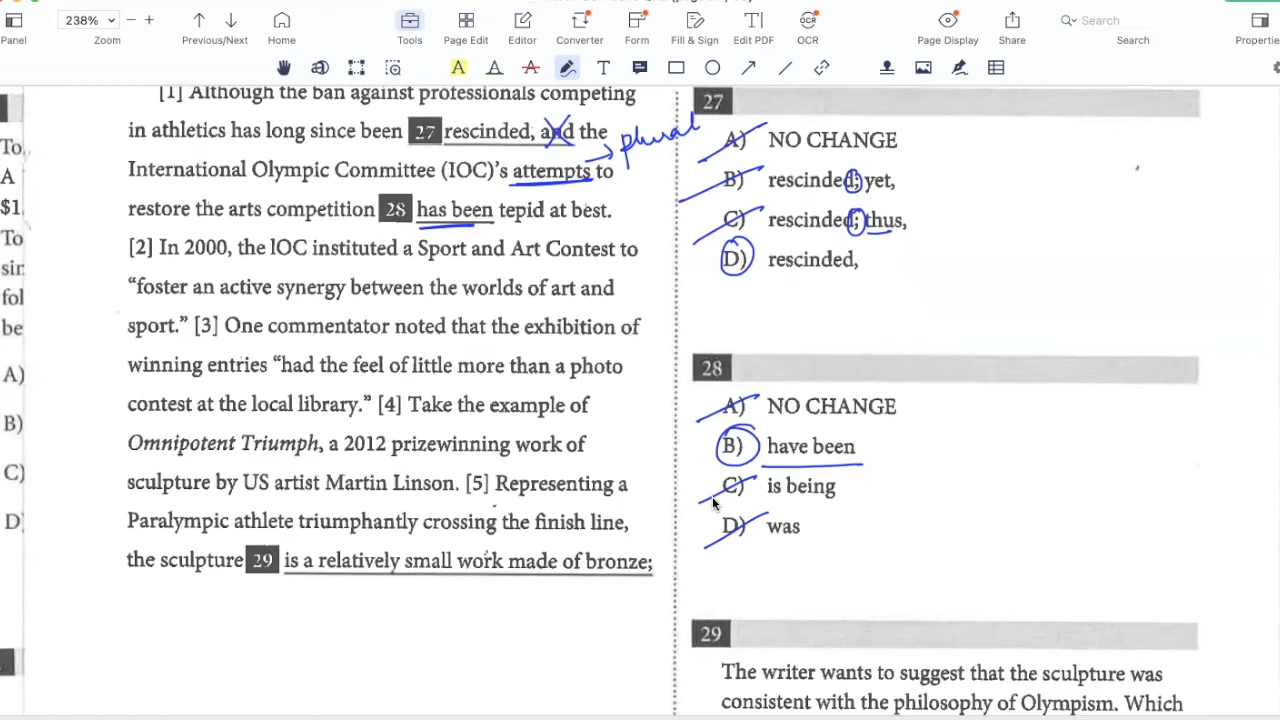 238%
Panel
Zoom
Previous/Next
Home
Tools
Page Edit
Editor
Converter
Form
Fill & Sign
Edit PDF
OCR
OCR
Page Display
Share
Search
Search
Propertie
A
A
A
T
[1] Although the ban against professionals competing
in athletics has long since been 27 rescinded, and the
plural
International Olympic Committee (IOC)'s attempts to
restore the arts competition 28 has been tepid at best.
[2] In 2000, the IOC instituted a Sport and Art Contest to
“foster an active synergy between the worlds of art and
sport.” [3] One commentator noted that the exhibition of
winning entries “had the feel of little more than a photo
contest at the local library.” [4] Take the example of
Omnipotent Triumph, a 2012 prizewinning work of
sculpture by US artist Martin Linson. [5] Representing a
Paralympic athlete triumphantly crossing the finish line,
the sculpture 29 is a relatively small work made of bronze;
To
A
$1
To
sin
fol
be
A)
B)
C)
D)
27
A) NO CHANGE
B) rescinded; yet,
C) rescinded; thus,
D) rescinded,
28
A) NO CHANGE
B) have been
C) is being
D) was
29
The writer wants to suggest that the sculpture was
consistent with the philosophy of Olympism. Which